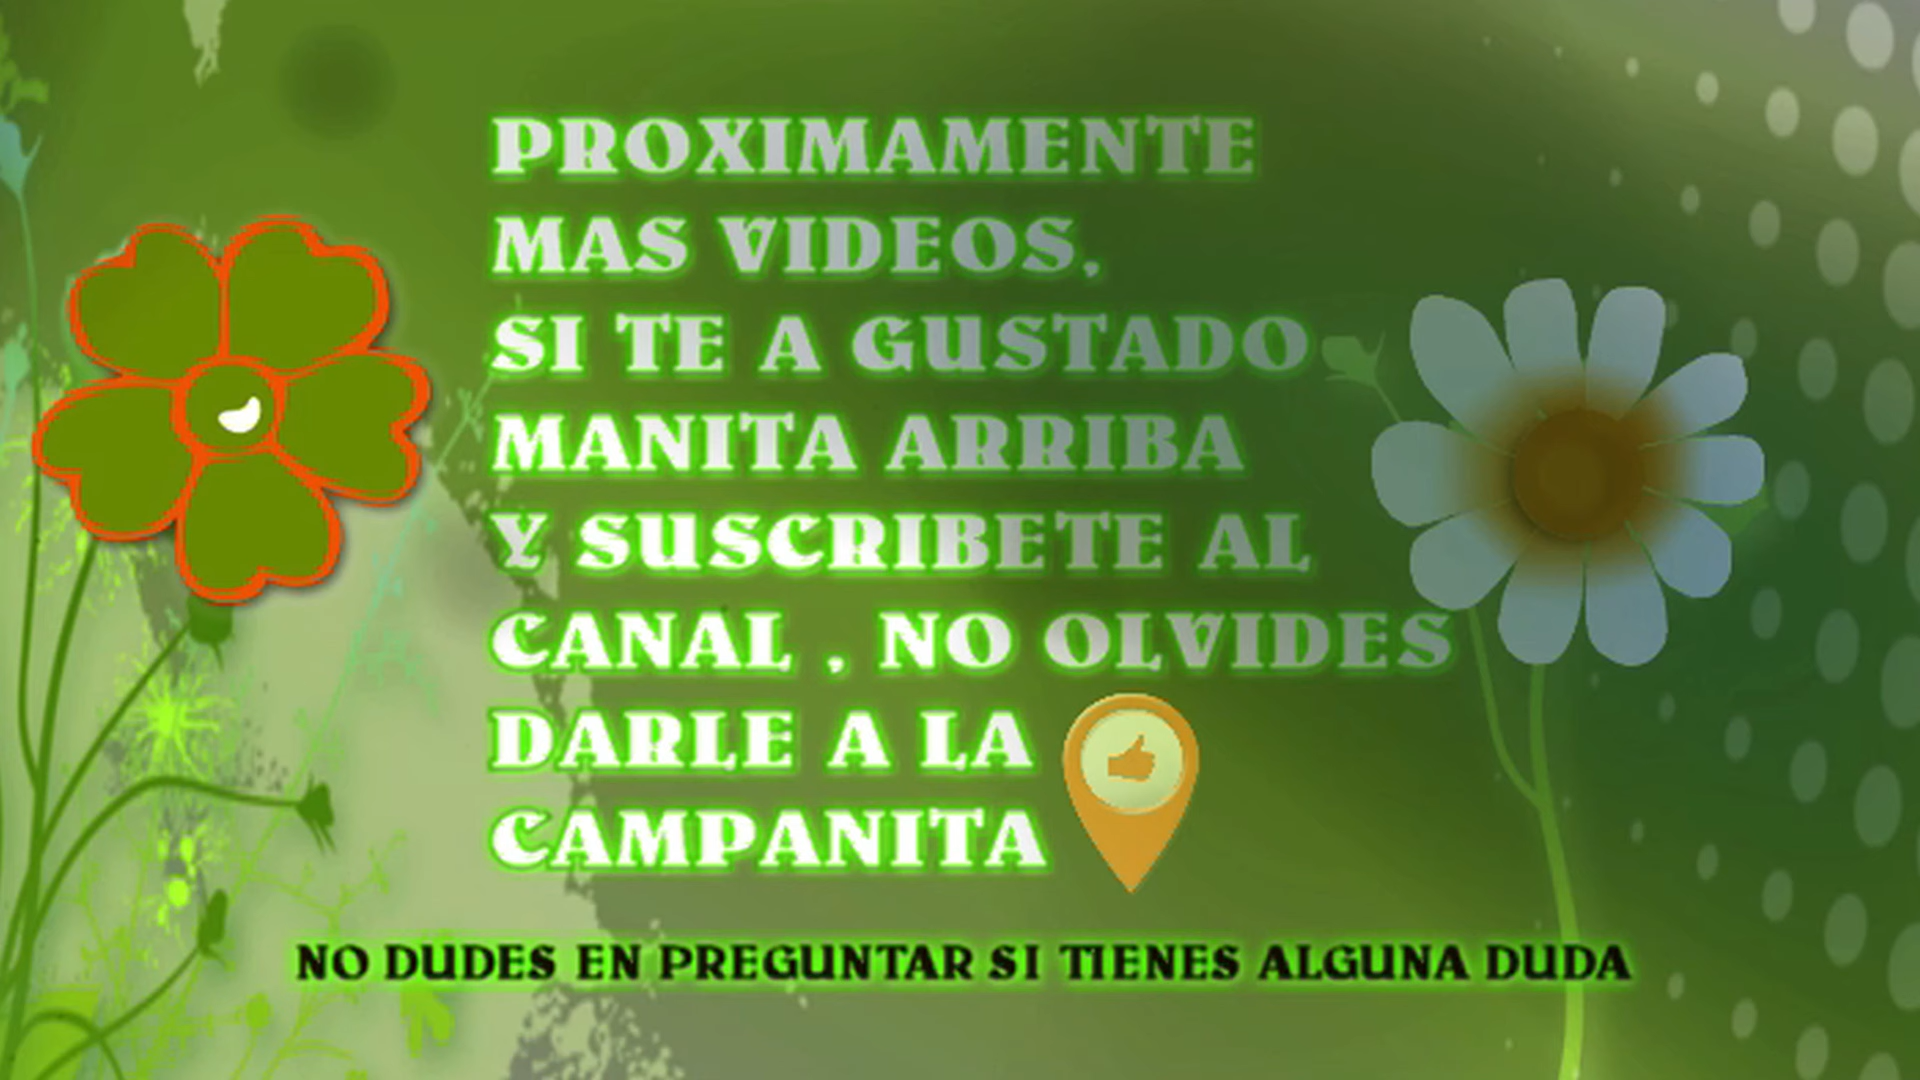 PROXIMAMENTE
MAS VIDEOS,
SI TE A GUSTADO
MANITA ARRIBA
Y SUSCRIBETE AL
CANAL , NO OLVIDES
DARLE A LA
CAMPANITA
NO DUDES EN PREGUNTAR SI TIENES ALGUNA DUDA